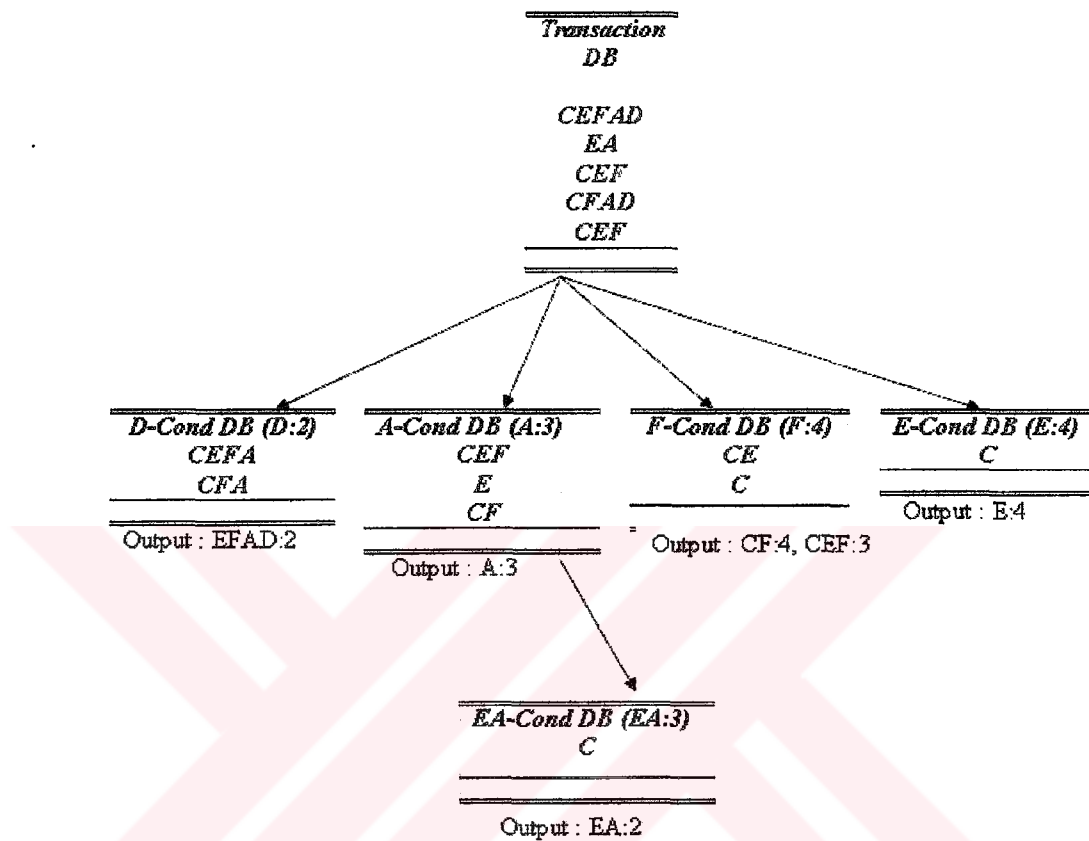 Transaction
DB
CEFAD
EA
CEF
CFAD
CEF
D-Cond DB (D:2)
CEFA
CFA
Output : EFAD:2
A-Cond DB (A:3)
CEF
E
CF
Output : A:3
F-Cond DB (F:4)
CE
C
Output : CF:4, CEF:3
E-Cond DB (E:4)
C
Output : E:4
EA-Cond DB (EA:3)
C
Output : EA:2